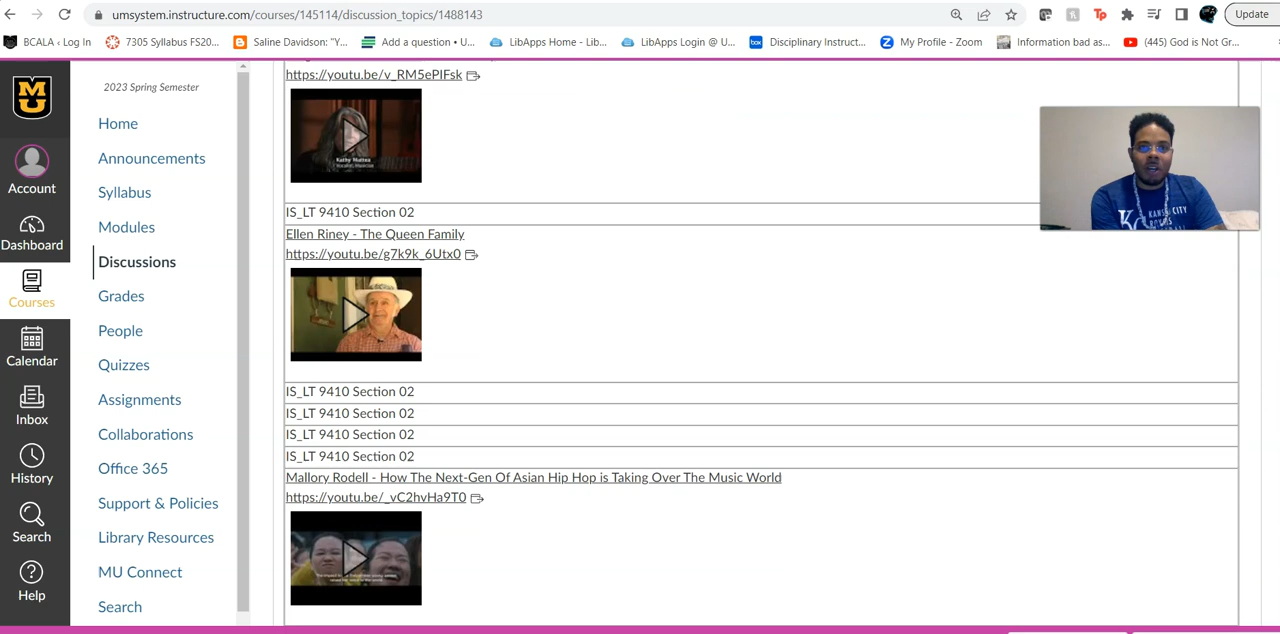 umsystem.instructure.com/courses/145114/discussion_topics/1488143
Update
BCALA ‹ Log In
7305 Syllabus FS20...
Saline Davidson: "Y...
Add a question • U...
LibApps Home - Lib...
LibApps Login @ U...
box
Disciplinary Instruct...
My Profile - Zoom
Information bad as...
(445) God is Not Gr...
Account
Dashboard
Courses
Calendar
Inbox
History
Search
Help
2023 Spring Semester
Home
Announcements
Syllabus
Modules
Discussions
Grades
People
Quizzes
Assignments
Collaborations
Office 365
Support & Policies
Library Resources
MU Connect
Search
https://youtu.be/v_RM5ePIFsk
Kathy Mattea
IS_LT 9410 Section 02
Ellen Riney - The Queen Family
https://youtu.be/g7k9k_6Utx0
IS_LT 9410 Section 02
IS_LT 9410 Section 02
IS_LT 9410 Section 02
IS_LT 9410 Section 02
Mallory Rodell - How The Next-Gen Of Asian Hip Hop is Taking Over The Music World
https://youtu.be/_vC2hvHa9T0
KANSAS CITY